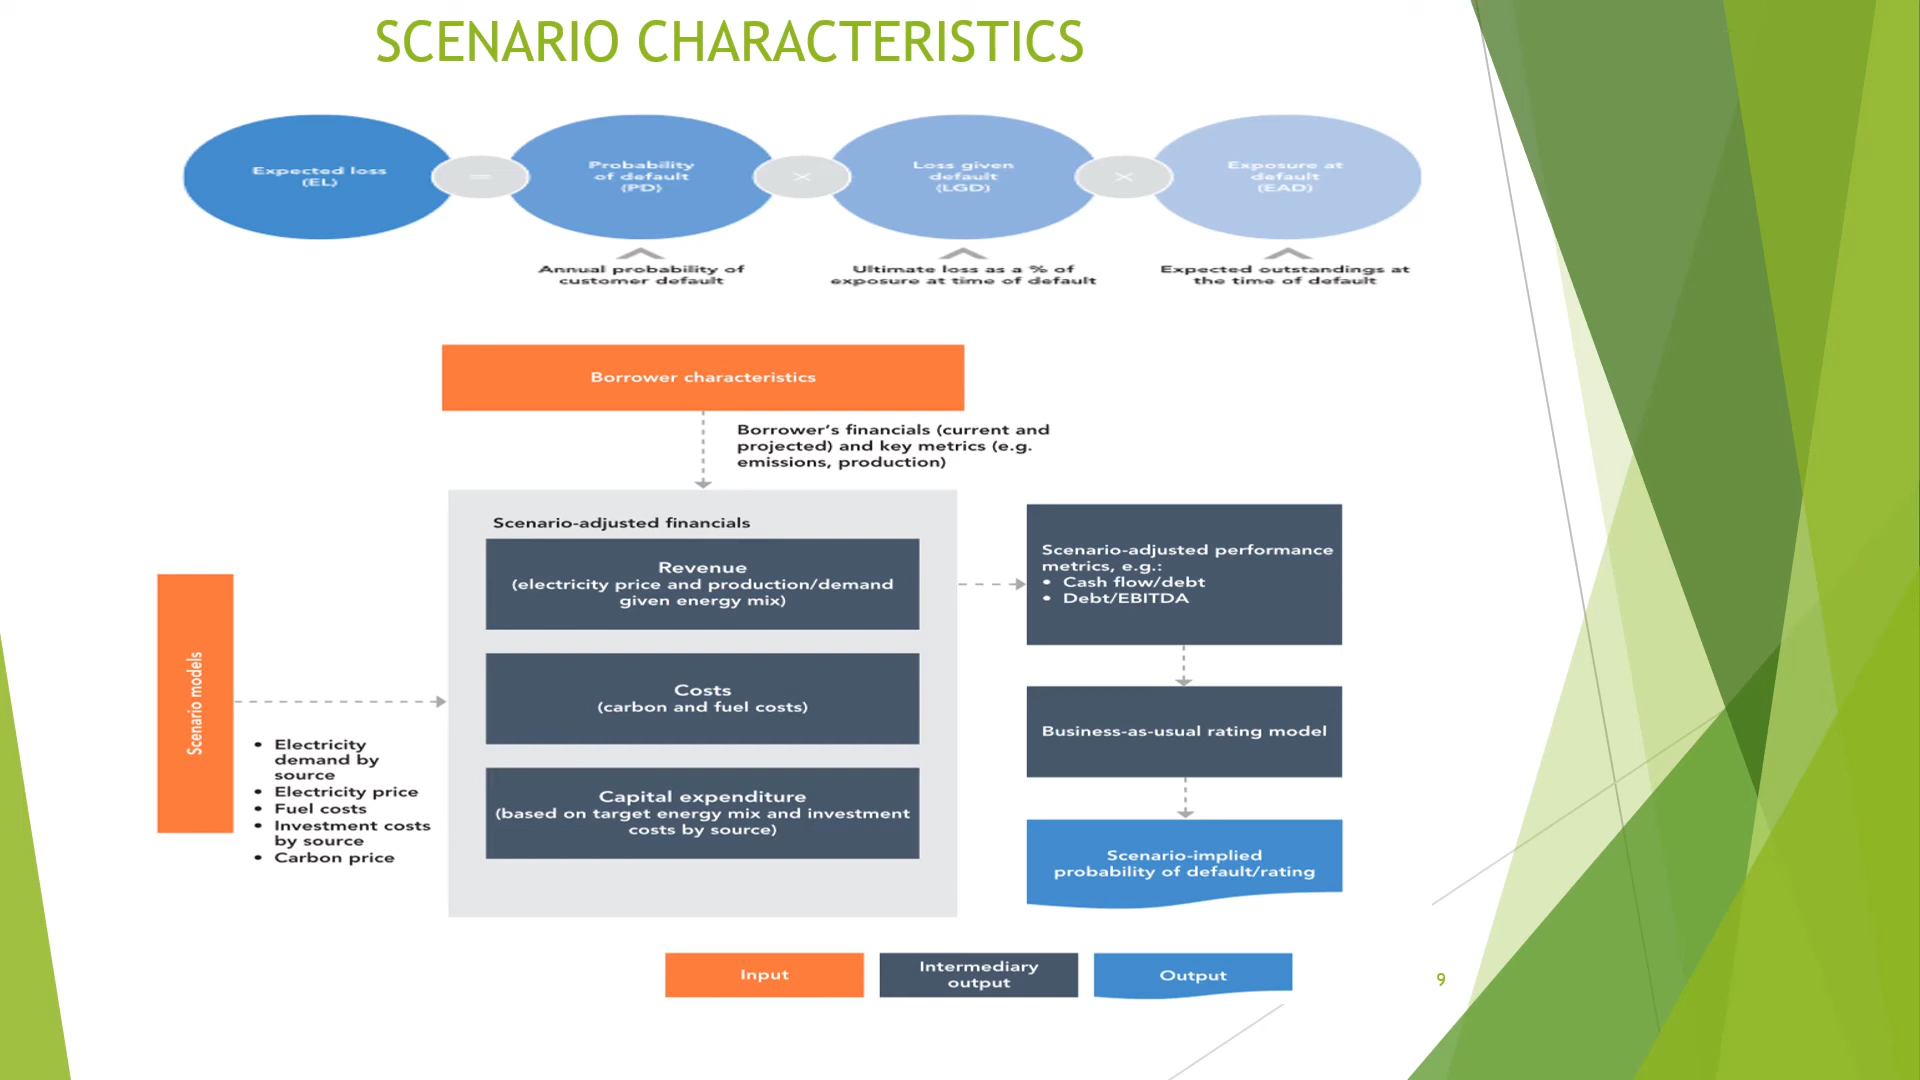 SCENARIO CHARACTERISTICS
Expected loss
(EL)
=
Probability
of default
(PD)
×
Loss given
default
(LGD)
×
Exposure at
default
(EAD)
Annual probability of
customer default
Ultimate loss as a % of
exposure at time of default
Expected outstandings at
the time of default
Borrower characteristics
Borrower's financials (current and
projected) and key metrics (e.g.
emissions, production)
Scenario models
• Electricity
demand by
source
• Electricity price
• Fuel costs
• Investment costs
by source
• Carbon price
Scenario-adjusted financials
Revenue
(electricity price and production/demand
given energy mix)
Costs
(carbon and fuel costs)
Capital expenditure
(based on target energy mix and investment
costs by source)
Scenario-adjusted performance
metrics, e.g.:
• Cash flow/debt
• Debt/EBITDA
Business-as-usual rating model
Scenario-implied
probability of default/rating
Input
Intermediary
output
Output
9